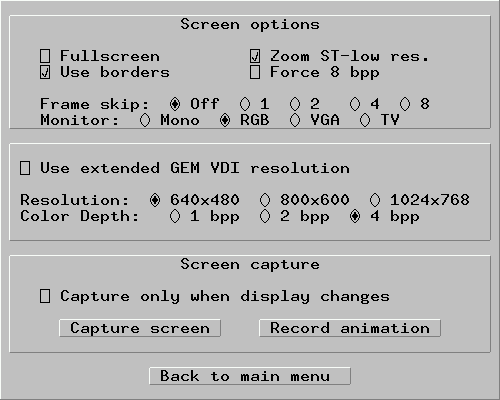 Screen options
Fullscreen Zoom ST-low res.
Use borders Force 8 bpp
Frame skip: Off 1 2 4 8
Monitor: Mono RGB VGA TV
Use extended GEM VDI resolution
Resolution: 640x480 800x600 1024x768
Color Depth: 1 bpp 2 bpp 4 bpp
Screen capture
Capture only when display changes
Capture screen Record animation
Back to main menu